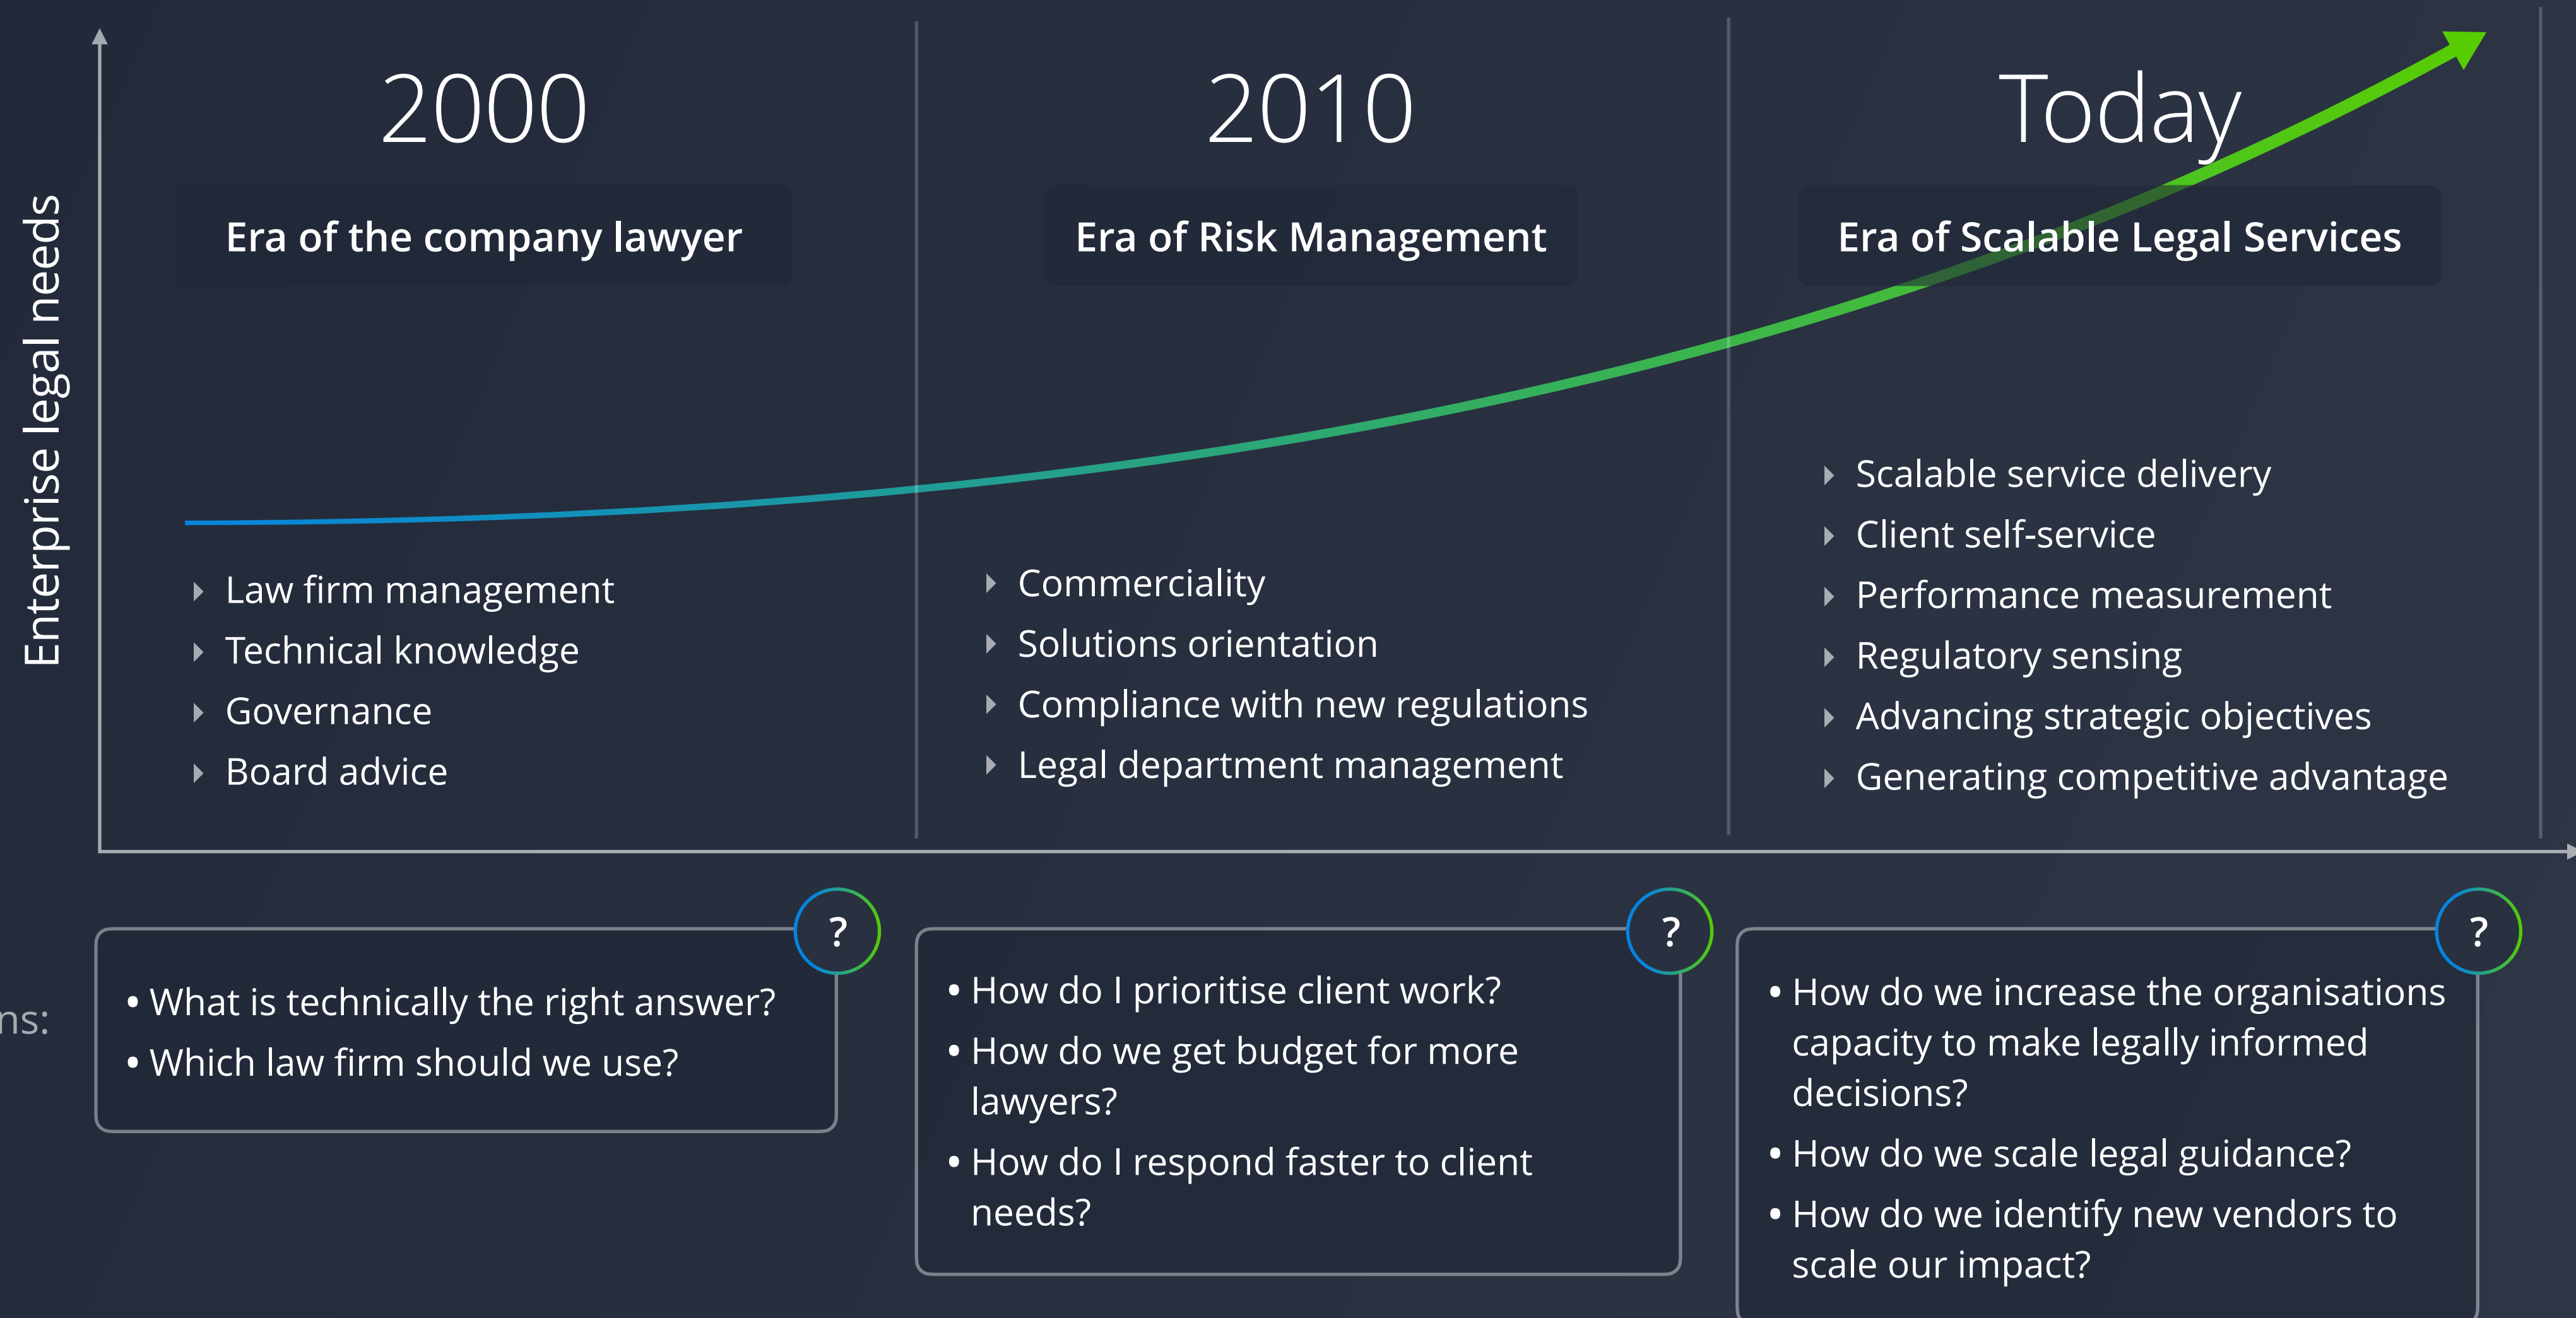 Enterprise legal needs
2000
Era of the company lawyer
Law firm management
Technical knowledge
Governance
Board advice
2010
Era of Risk Management
Commerciality
Solutions orientation
Compliance with new regulations
Legal department management
Today
Era of Scalable Legal Services
Scalable service delivery
Client self-service
Performance measurement
Regulatory sensing
Advancing strategic objectives
Generating competitive advantage
ns:
?
• What is technically the right answer?
• Which law firm should we use?
?
• How do I prioritise client work?
• How do we get budget for more
lawyers?
• How do I respond faster to client
needs?
?
• How do we increase the organisations
capacity to make legally informed
decisions?
• How do we scale legal guidance?
• How do we identify new vendors to
scale our impact?